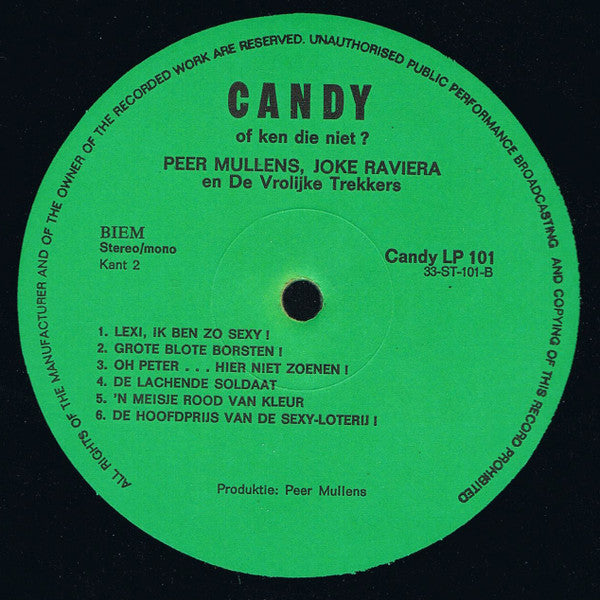 ALL RIGHTS OF THE MANUFACTURER AND OF THE OWNER OF THE RECORDED WORK ARE RESERVED. UNAUTHORISED PUBLIC PERFORMANCE BROADCASTING AND COPYING OF THIS RECORD PROHIBITED
CANDY
of ken die niet ?
PEER MULLENS, JOKE RAVIERA
en De Vrolijke Trekkers
BIEM
Stereo/mono
Kant 2
Candy LP 101
33-ST-101-B
1. LEXI, iK BEN ZO SEXY !
2. GROTE BLOTE BORSTEN !
3. OH PETER . . . HIER NIET ZOENEN !
4. DE LACHENDE SOLDAAT
5. 'N MEISJE ROOD VAN KLEUR
6. DE HOOFDPRIJS VAN DE SEXY-LOTERIJ !
Produktie: Peer Mullens